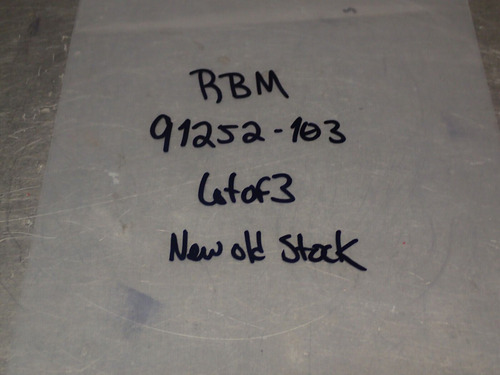 RBM
91252-103
Lot of 3
New old Stock